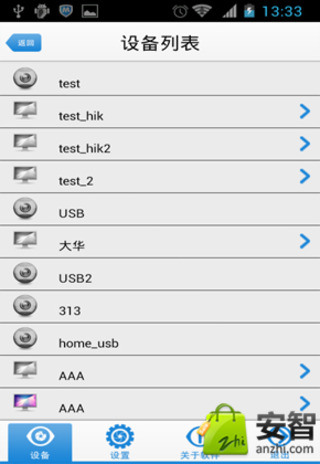 13:33
返回
设备列表
test
test_hik
test_hik2
test_2
USB
大华
USB2
313
home_usb
AAA
AAA
设备
设置
关于软件
退出
安智
zhi
anzhi.com